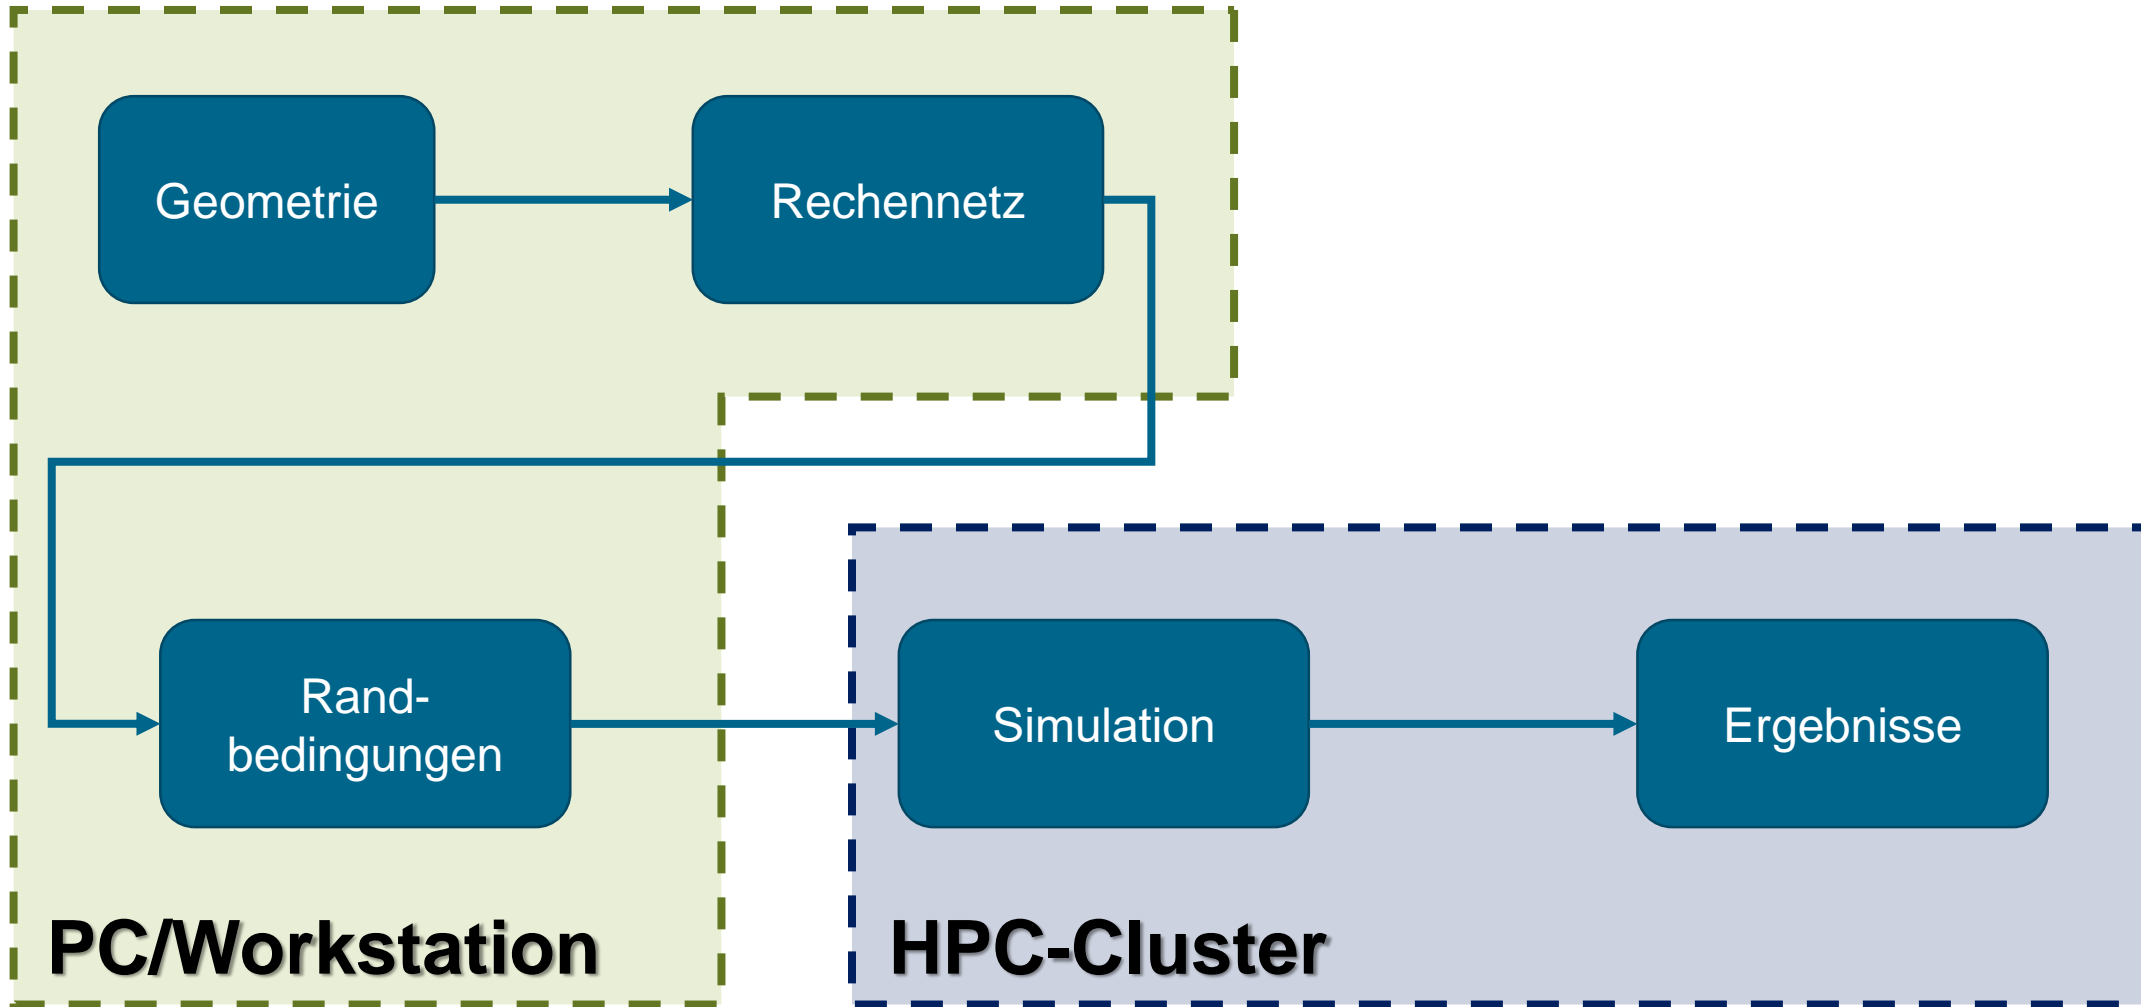 Geometrie
Rechennetz
Rand-
bedingungen
Simulation
Ergebnisse
PC/Workstation
HPC-Cluster